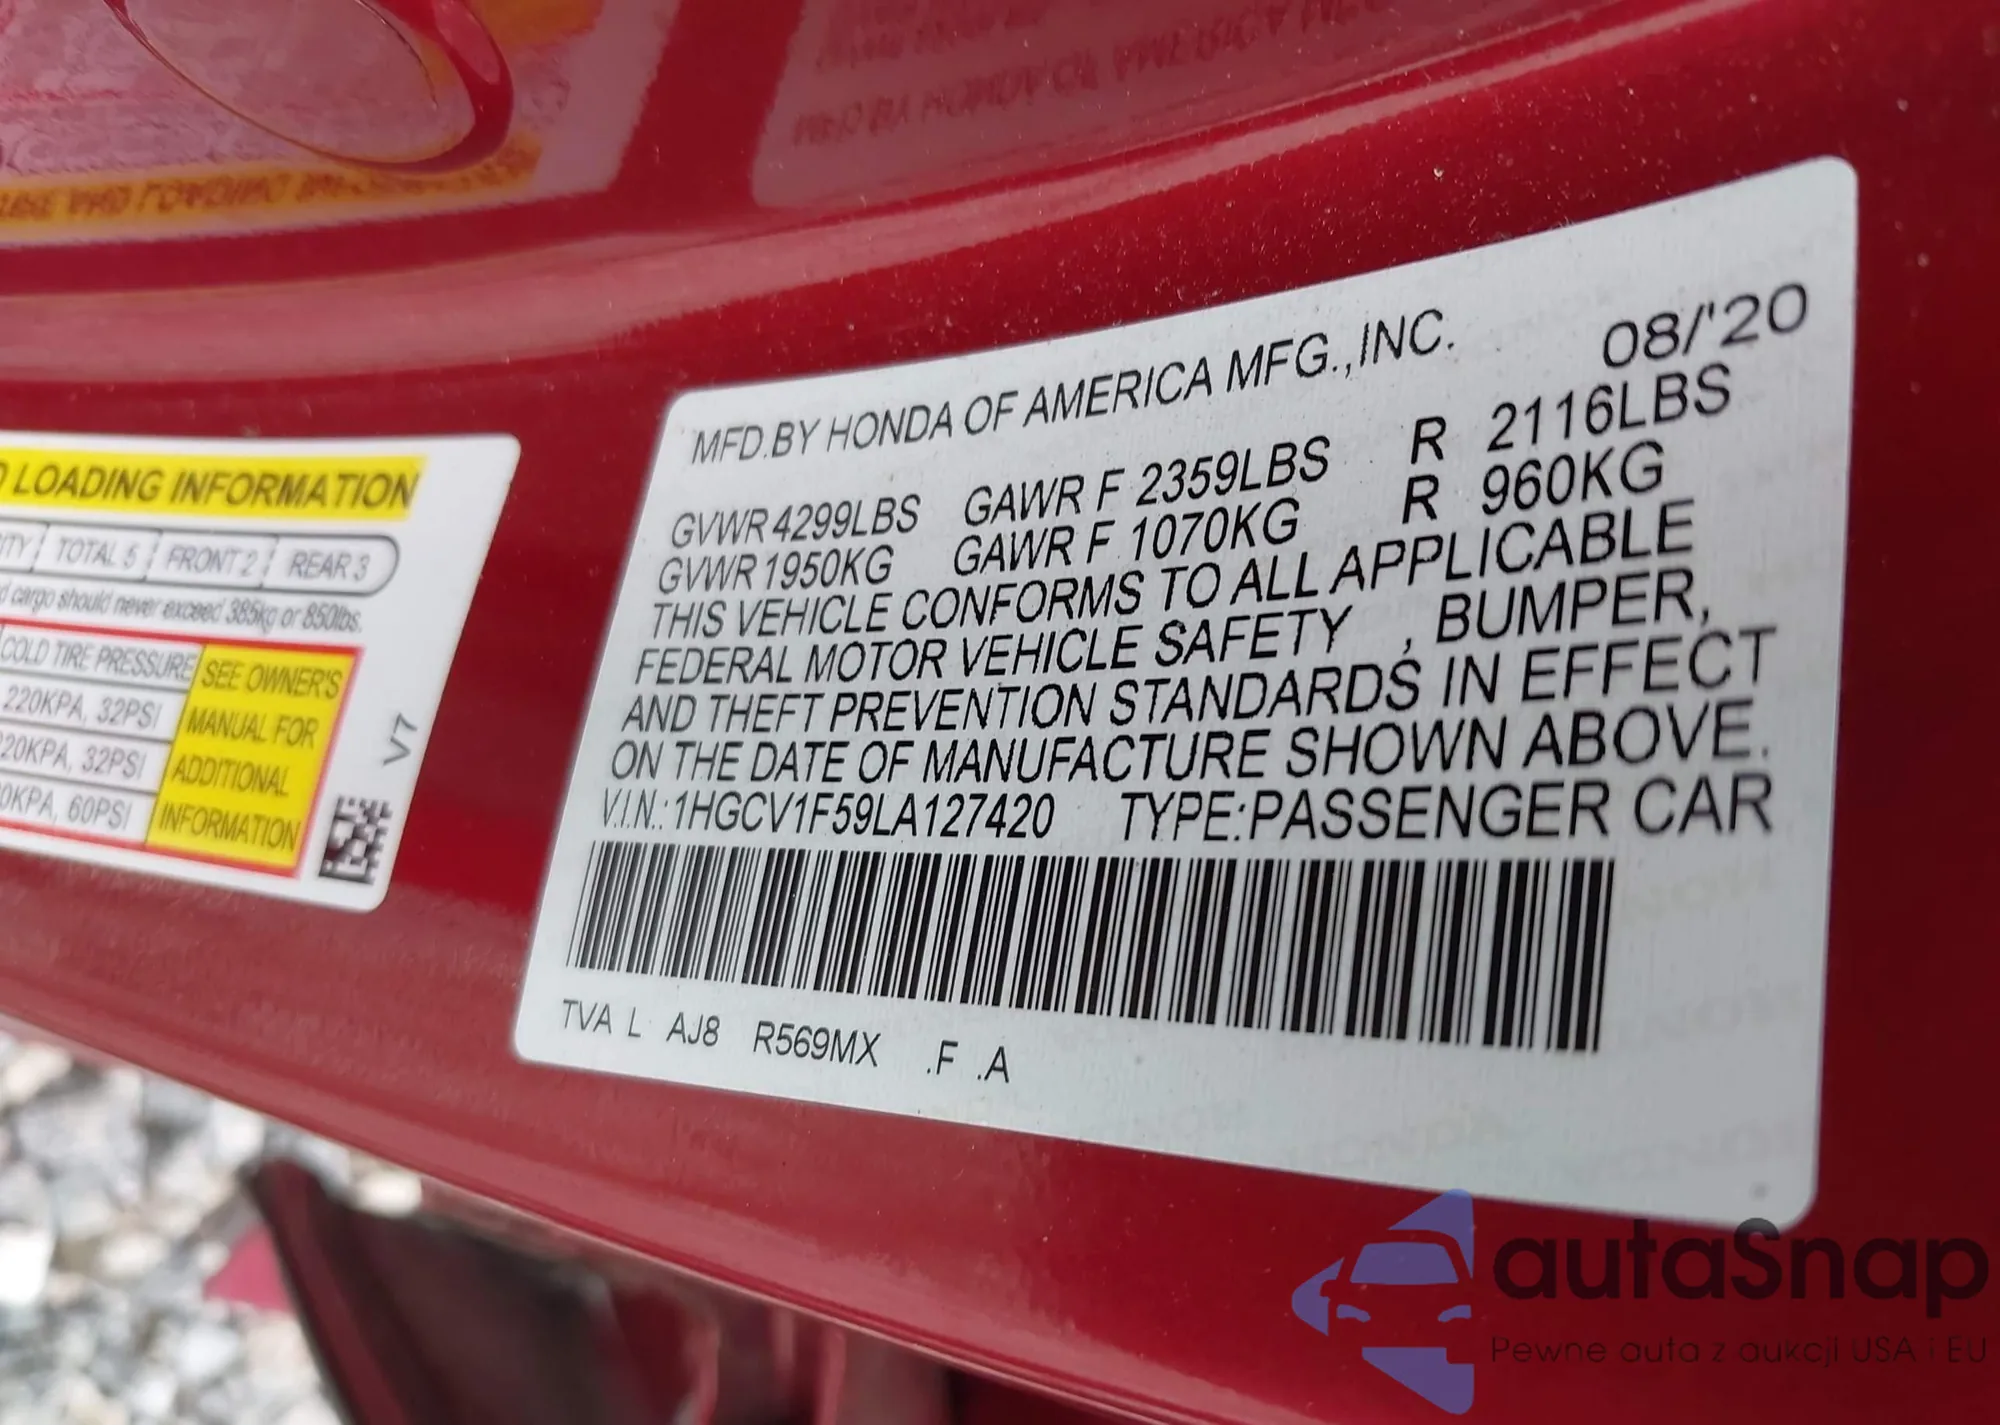 LOADING INFORMATION
TOTAL 5 FRONT 2 REAR 3
cargo should never exceed 385kg or 850lbs.
COLD TIRE PRESSURE
220KPA, 32PSI
220KPA, 32PSI
KPA, 60PSI
SEE OWNER'S
MANUAL FOR
ADDITIONAL
INFORMATION
V7
MFD.BY HONDA OF AMERICA MFG.,INC. 08/'20
GVWR 4299LBS GAWR F 2359LBS R 2116LBS
GVWR 1950KG GAWR F 1070KG R 960KG
THIS VEHICLE CONFORMS TO ALL APPLICABLE
FEDERAL MOTOR VEHICLE SAFETY , BUMPER,
AND THEFT PREVENTION STANDARDS IN EFFECT
ON THE DATE OF MANUFACTURE SHOWN ABOVE.
V.I.N.: 1HGCV1F59LA127420 TYPE:PASSENGER CAR
TVA L AJ8 R569MX .F .A
autaSnap
Pewne auta z aukcji USA i EU